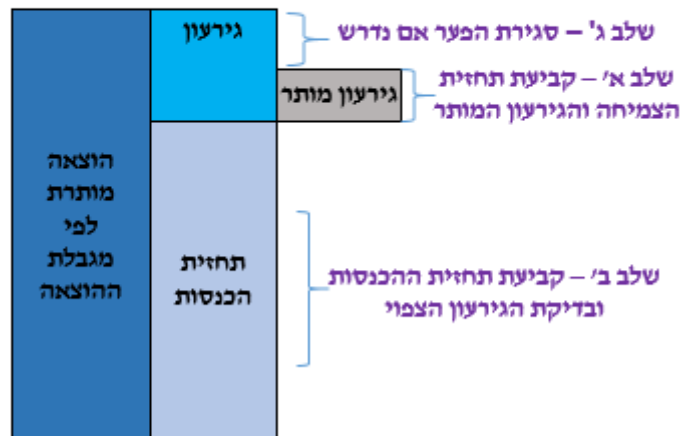 גירעון
שלב ג' – סגירת הפער אם נדרש
שלב א' – קביעת תחזית
הצמיחה והגירעון המותר
גירעון מותר
הוצאה
מותרת
לפי
מגבלת
ההוצאה
תחזית
הכנסות
שלב ב' – קביעת תחזית ההכנסות
ובדיקת הגירעון הצפוי